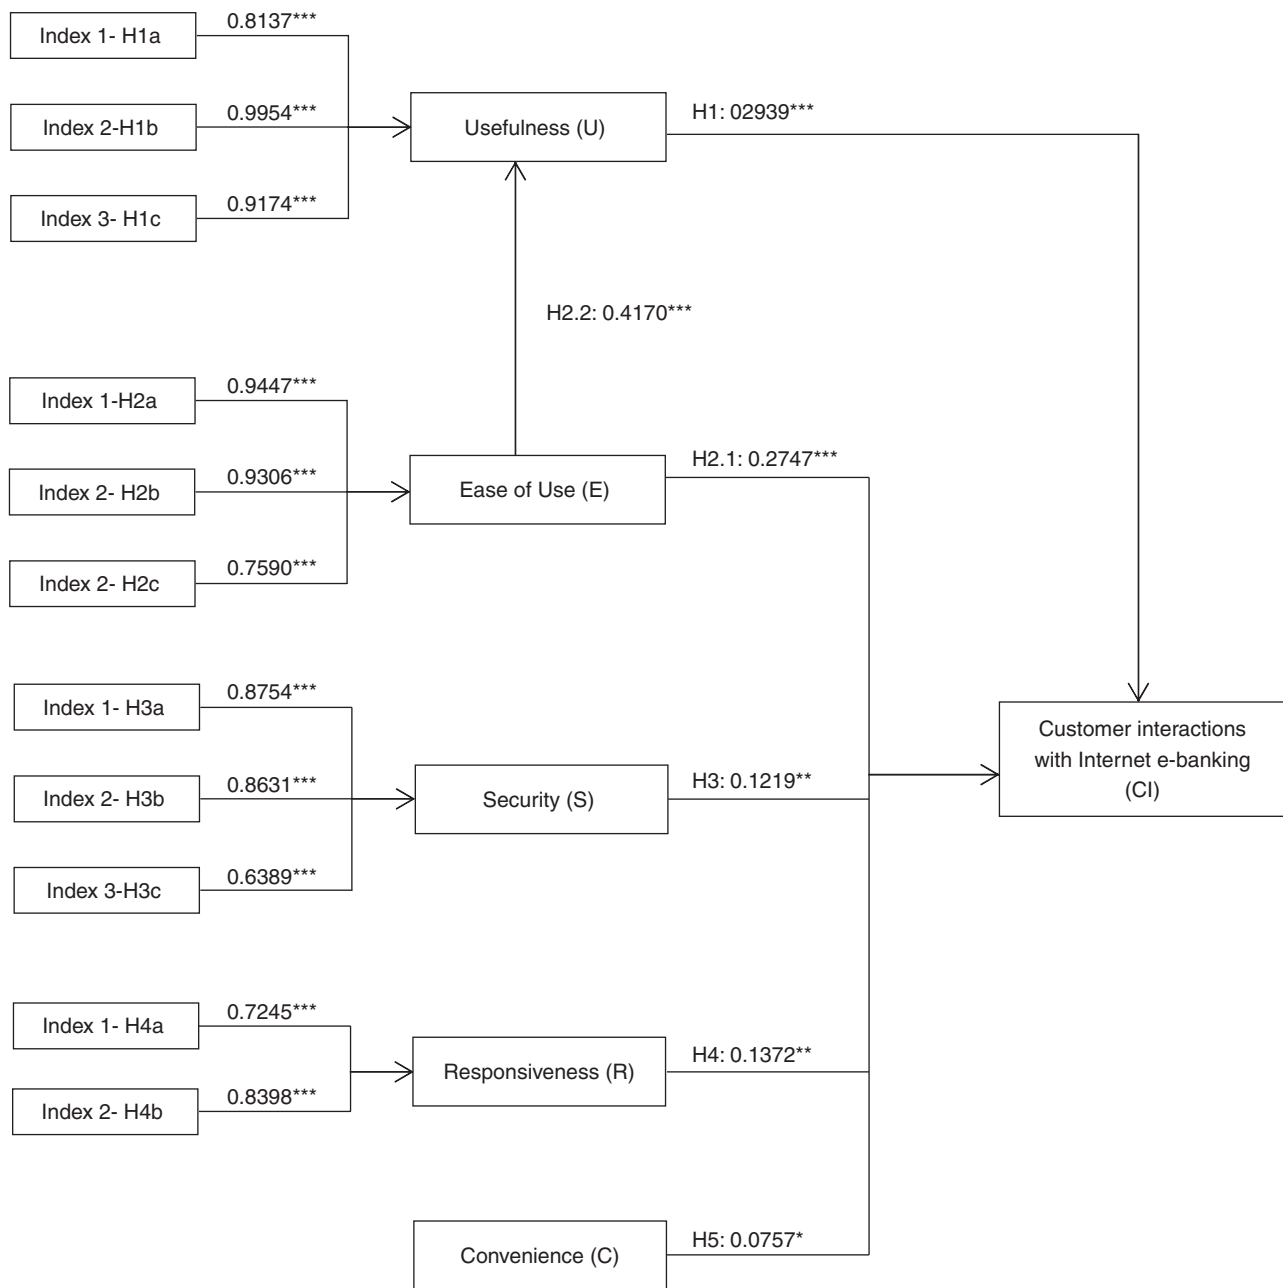 Index 1- H1a
0.8137***
Index 2-H1b
0.9954***
Index 3- H1c
0.9174***
Usefulness (U)
H1: 02939***
H2.2: 0.4170***
Index 1-H2a
0.9447***
Index 2- H2b
0.9306***
Index 2- H2c
0.7590***
Ease of Use (E)
H2.1: 0.2747***
Index 1- H3a
0.8754***
Index 2- H3b
0.8631***
Index 3-H3c
0.6389***
Security (S)
H3: 0.1219**
Customer interactions
with Internet e-banking
(CI)
Index 1- H4a
0.7245***
Index 2- H4b
0.8398***
Responsiveness (R)
H4: 0.1372**
Convenience (C)
H5: 0.0757*